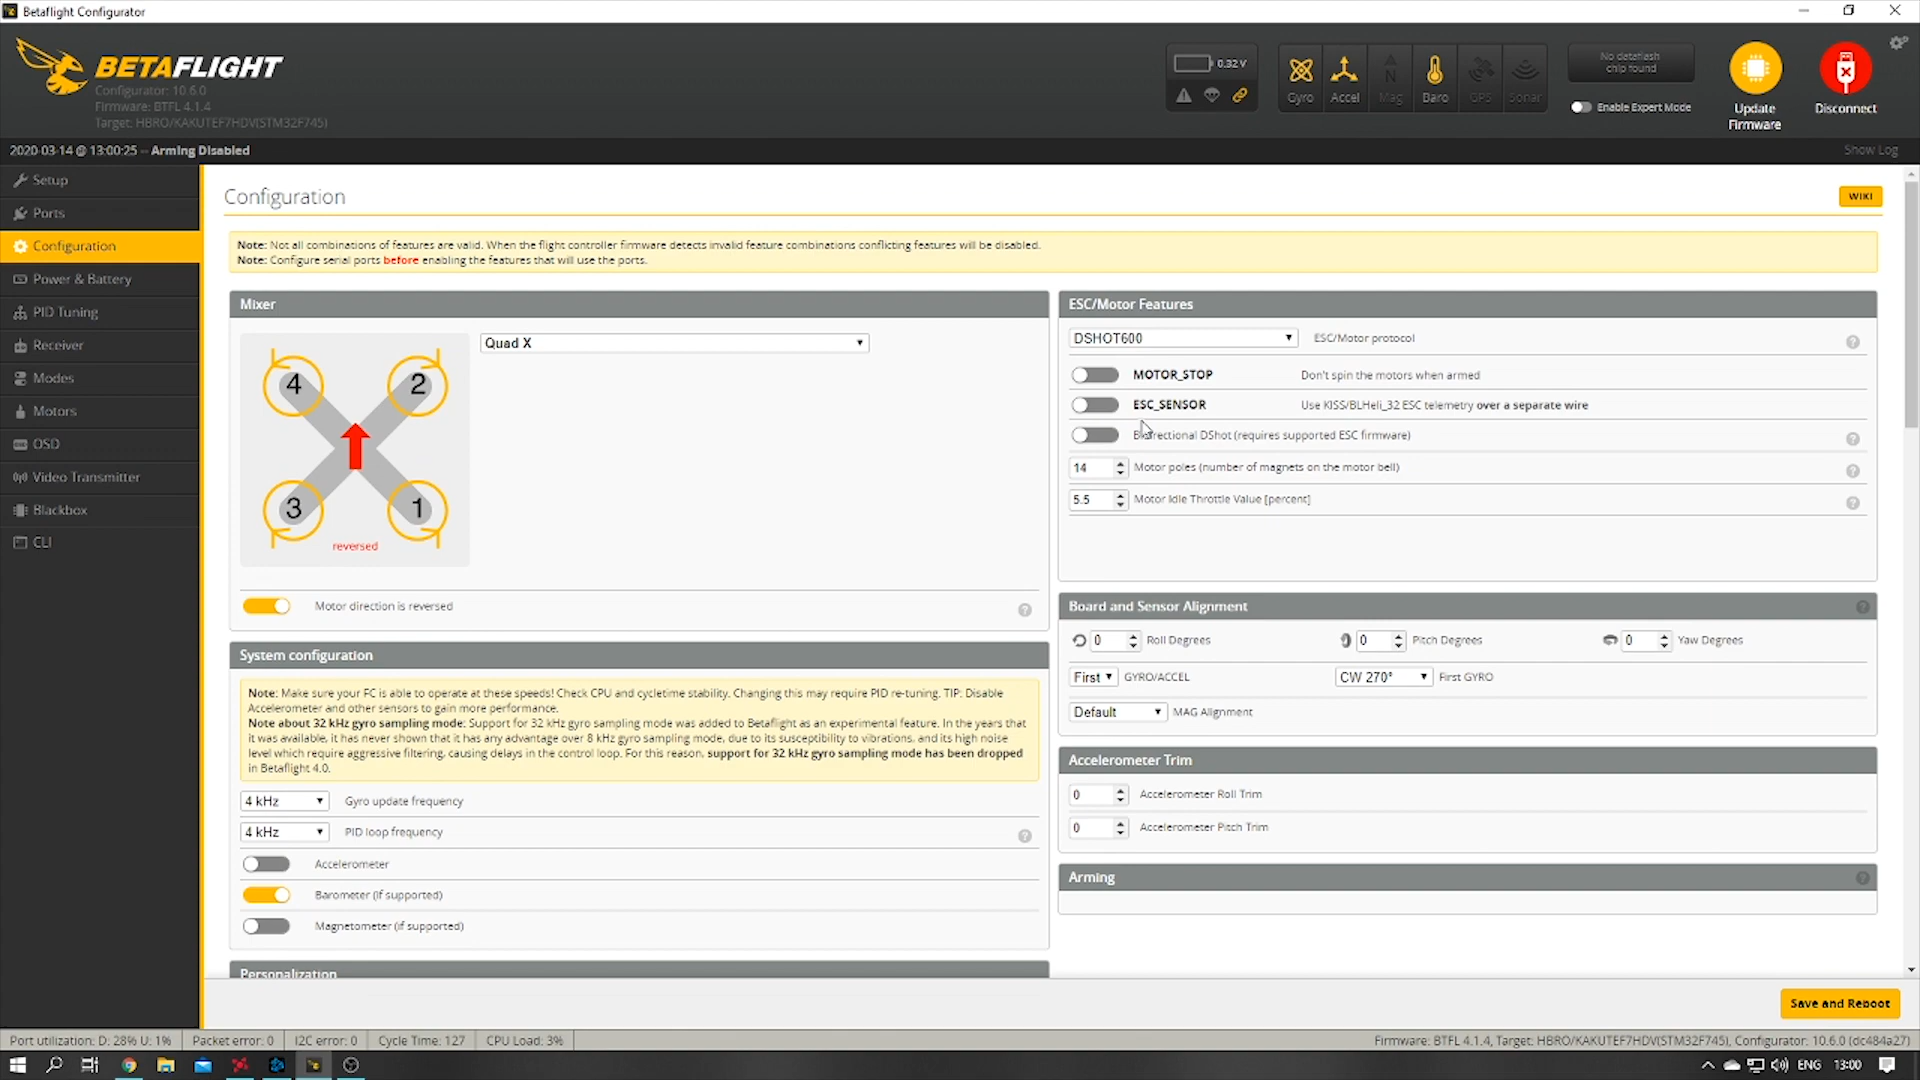 Betaflight Configurator
BETAFLIGHT
Configurator: 10.6.0
Firmware: BTFL 4.1.4
Target: HBRO/KAKUTEF7HDV(STM32F745)
0.32 V
Gyro
Accel
Mag
Baro
GPS
Sonar
No dataflash
chip found
Enable Expert Mode
Update
Firmware
Disconnect
2020-03-14 @ 13:00:25 -- Arming Disabled
Show Log
Setup
Ports
Configuration
Power & Battery
PID Tuning
Receiver
Modes
Motors
OSD
Video Transmitter
Blackbox
CLI
Configuration
WIKI
Note: Not all combinations of features are valid. When the flight controller firmware detects invalid feature combinations conflicting features will be disabled.
Note: Configure serial ports before enabling the features that will use the ports.
Mixer
Quad X
4
2
3
1
reversed
Motor direction is reversed
System configuration
Note: Make sure your FC is able to operate at these speeds! Check CPU and cycletime stability. Changing this may require PID re-tuning. TIP: Disable
Accelerometer and other sensors to gain more performance.
Note about 32 kHz gyro sampling mode: Support for 32 kHz gyro sampling mode was added to Betaflight as an experimental feature. In the years that
it was available, it has never shown that it has any advantage over 8 kHz gyro sampling mode, due to its susceptibility to vibrations, and its high noise
level which require aggressive filtering, causing delays in the control loop. For this reason, support for 32 kHz gyro sampling mode has been dropped
in Betaflight 4.0.
4 kHz Gyro update frequency
4 kHz PID loop frequency
Accelerometer
Barometer (if supported)
Magnetometer (if supported)
Personalization
ESC/Motor Features
DSHOT600 ESC/Motor protocol
MOTOR_STOP Don't spin the motors when armed
ESC_SENSOR Use KISS/BLHeli_32 ESC telemetry over a separate wire
Bidirectional DShot (requires supported ESC firmware)
14 Motor poles (number of magnets on the motor bell)
5.5 Motor Idle Throttle Value [percent]
Board and Sensor Alignment
0 Roll Degrees 0 Pitch Degrees 0 Yaw Degrees
First GYRO/ACCEL CW 270° First GYRO
Default MAG Alignment
Accelerometer Trim
0 Accelerometer Roll Trim
0 Accelerometer Pitch Trim
Arming
Save and Reboot
Port utilization: D: 28% U: 1% Packet error: 0 I2C error: 0 Cycle Time: 127 CPU Load: 3% Firmware: BTFL 4.1.4, Target: HBRO/KAKUTEF7HDV(STM32F745), Configurator: 10.6.0 (dc484a27)
ENG 13:00